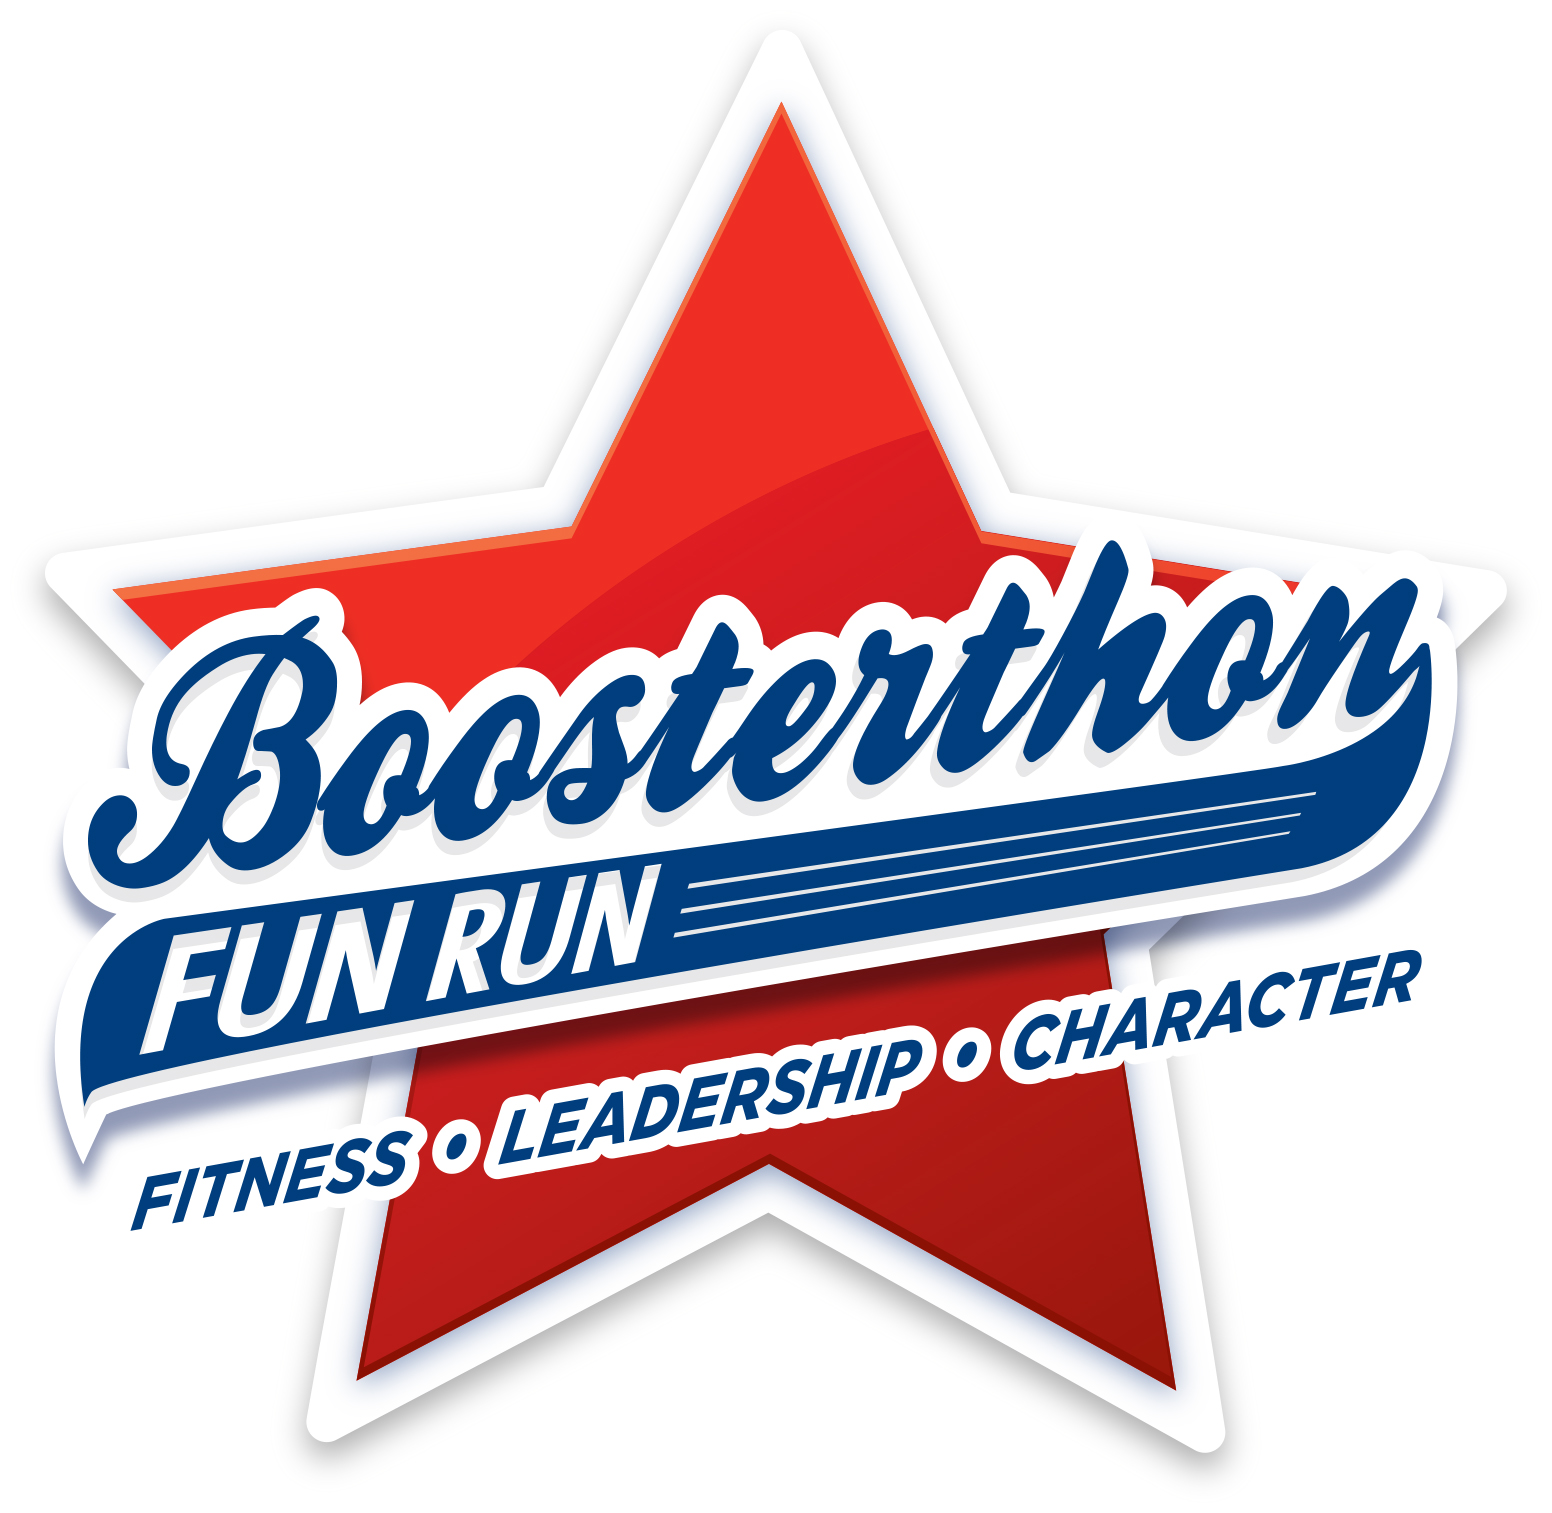 Boosterthon
FUN RUN
FITNESS • LEADERSHIP • CHARACTER